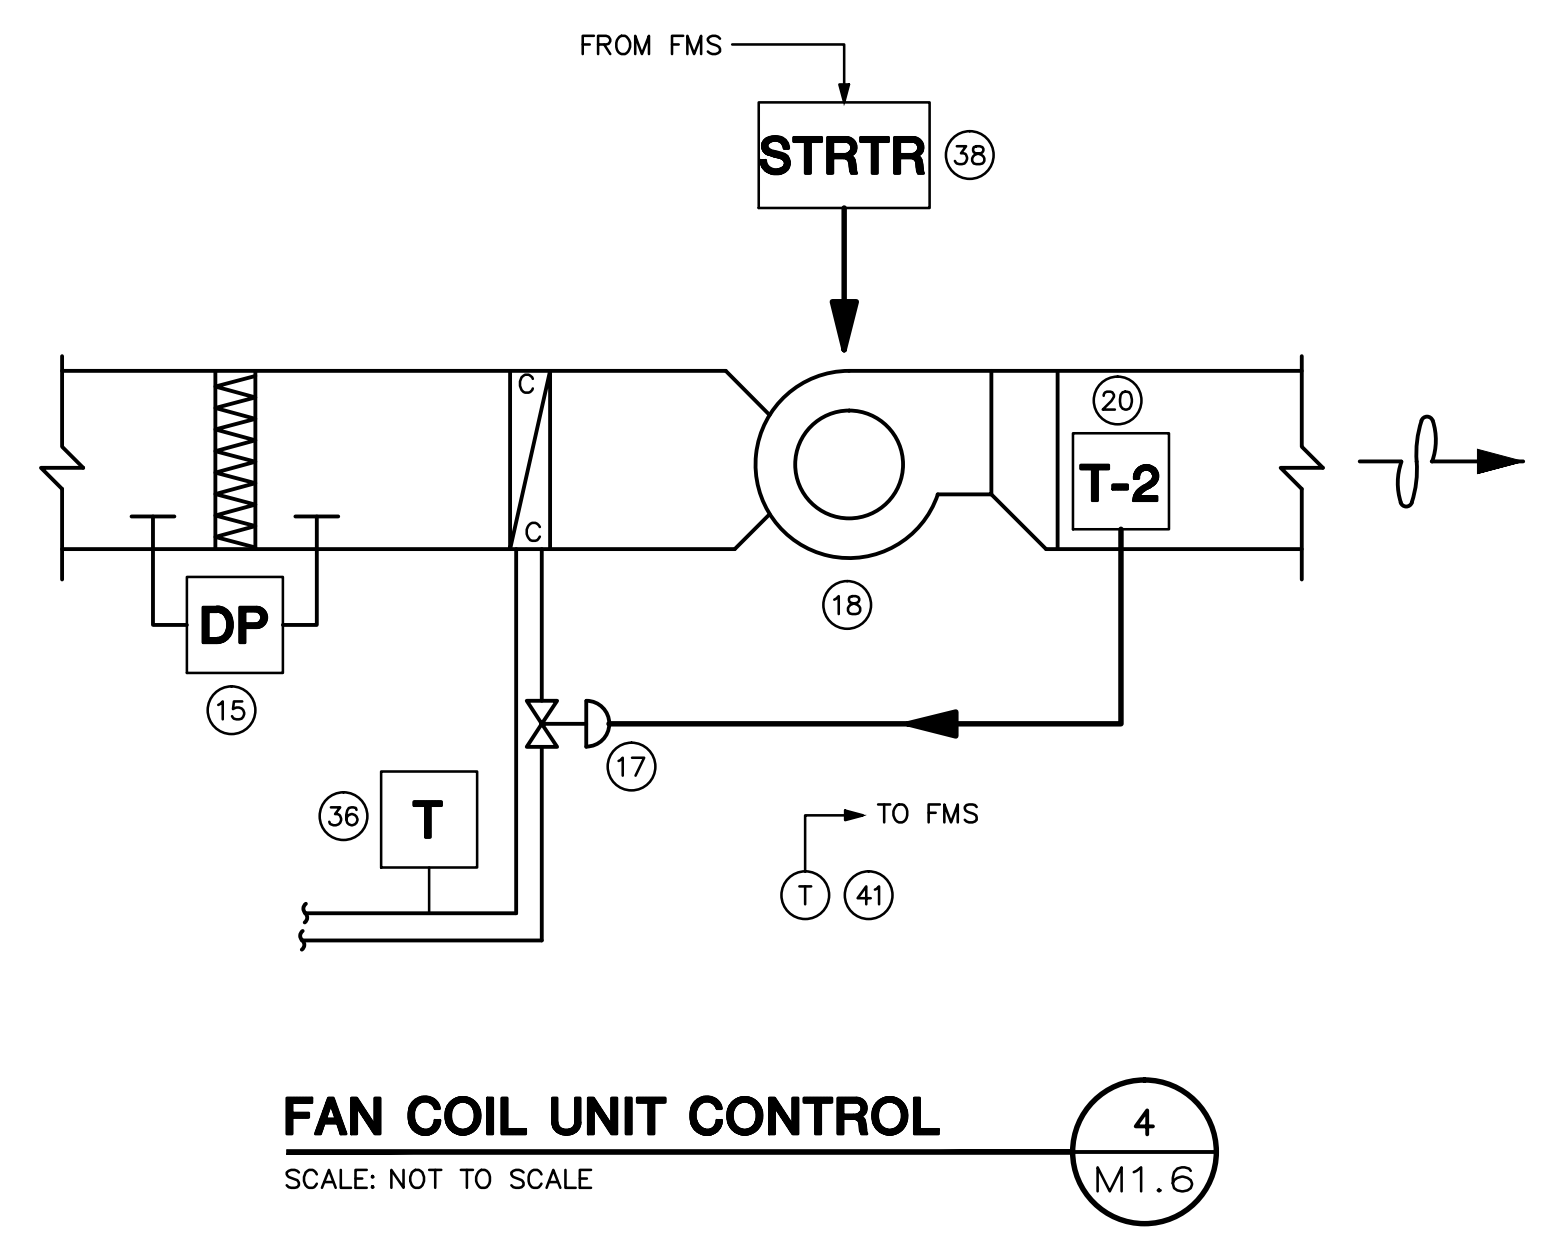 FROM FMS
STRTR
38
C
20
T-2
C
18
DP
15
17
T
36
TO FMS
T
41
FAN COIL UNIT CONTROL
4
SCALE: NOT TO SCALE
M1.6